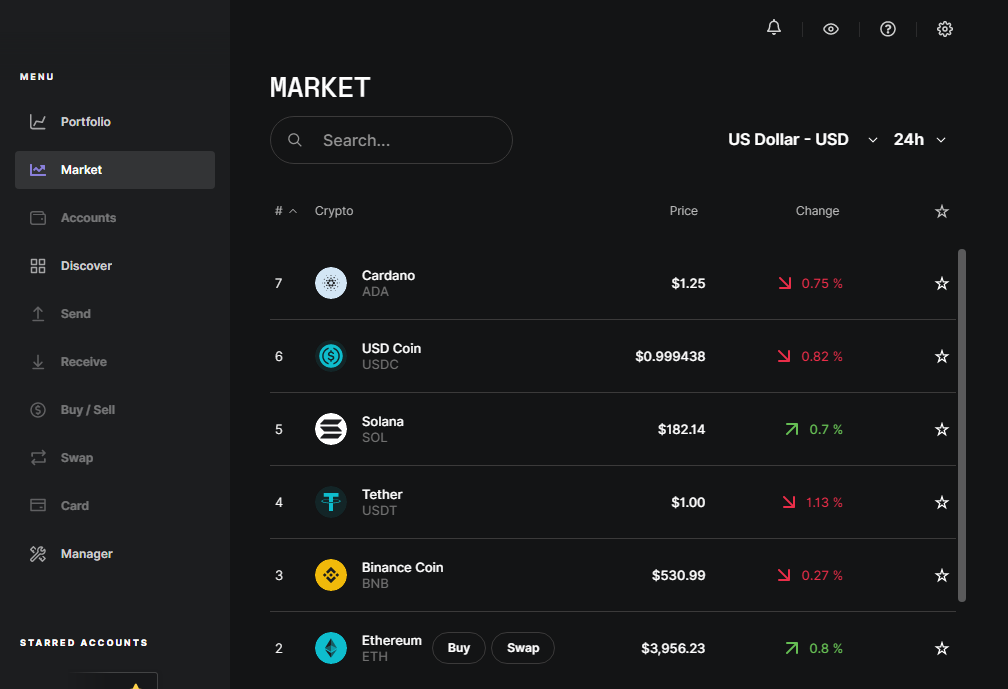 MENU
Portfolio
Market
Accounts
Discover
Send
Receive
Buy / Sell
Swap
Card
Manager
STARRED ACCOUNTS
MARKET
Search...
US Dollar - USD 24h
# Crypto Price Change
7 Cardano ADA $1.25 0.75 %
6 USD Coin USDC $0.999438 0.82 %
5 Solana SOL $182.14 0.7 %
4 Tether USDT $1.00 1.13 %
3 Binance Coin BNB $530.99 0.27 %
2 Ethereum ETH Buy Swap $3,956.23 0.8 %